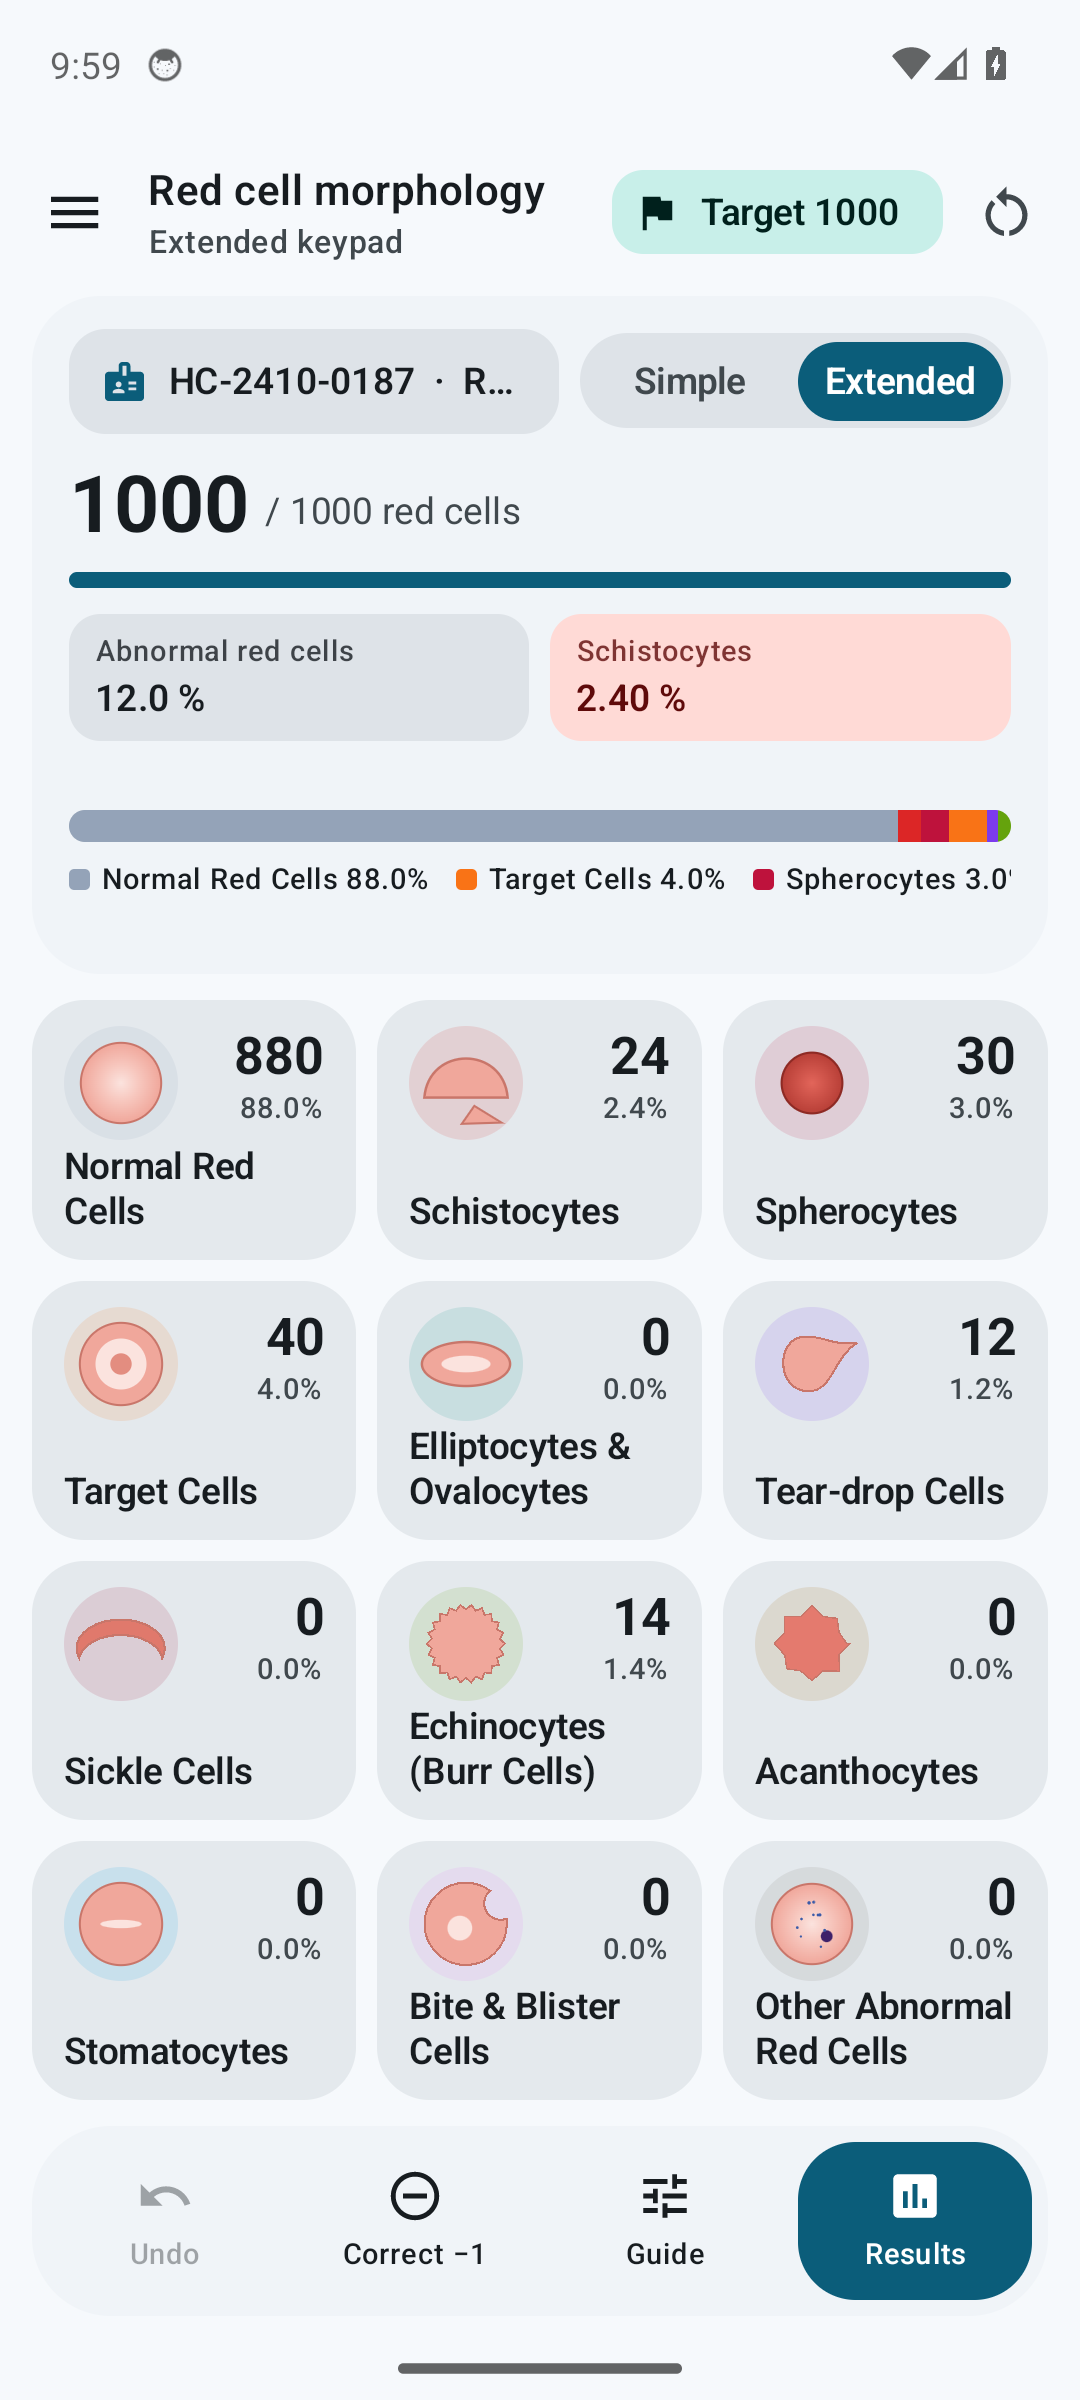 9:59
Red cell morphology
Extended keypad
Target 1000
HC-2410-0187 · R...
Simple
Extended
1000 / 1000 red cells
Abnormal red cells
12.0 %
Schistocytes
2.40 %
Normal Red Cells 88.0%
Target Cells 4.0%
Spherocytes 3.0
880
88.0%
Normal Red
Cells
24
2.4%
Schistocytes
30
3.0%
Spherocytes
40
4.0%
Target Cells
0
0.0%
Elliptocytes &
Ovalocytes
12
1.2%
Tear-drop Cells
0
0.0%
Sickle Cells
14
1.4%
Echinocytes
(Burr Cells)
0
0.0%
Acanthocytes
0
0.0%
Stomatocytes
0
0.0%
Bite & Blister
Cells
0
0.0%
Other Abnormal
Red Cells
Undo
Correct −1
Guide
Results